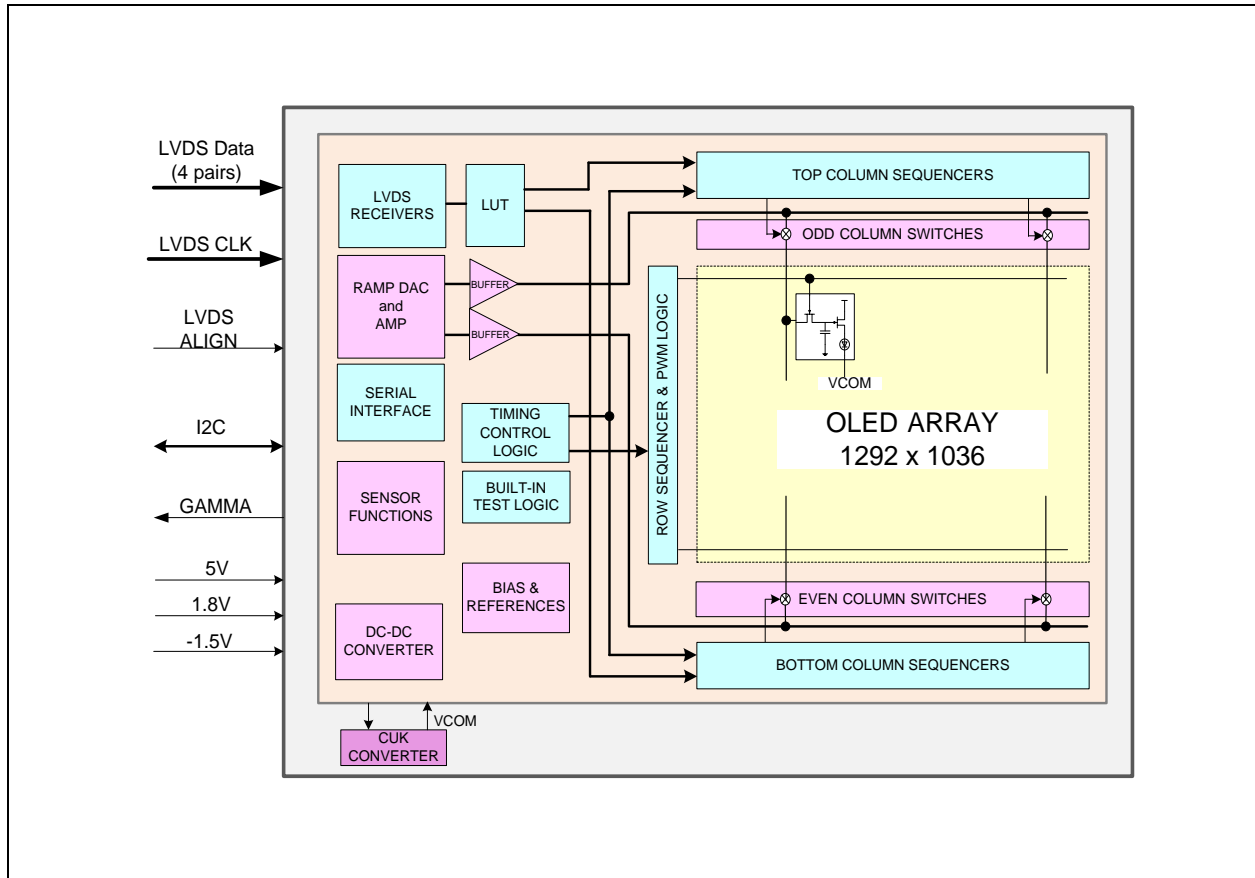 LVDS Data
(4 pairs)
LVDS CLK
LVDS
ALIGN
I2C
GAMMA
5V
1.8V
-1.5V
LVDS
RECEIVERS
LUT
RAMP DAC
and
AMP
BUFFER
BUFFER
SERIAL
INTERFACE
TIMING
CONTROL
LOGIC
SENSOR
FUNCTIONS
BUILT-IN
TEST LOGIC
BIAS &
REFERENCES
DC-DC
CONVERTER
VCOM
CUK
CONVERTER
ROW SEQUENCER & PWM LOGIC
TOP COLUMN SEQUENCERS
ODD COLUMN SWITCHES
VCOM
OLED ARRAY
1292 x 1036
EVEN COLUMN SWITCHES
BOTTOM COLUMN SEQUENCERS